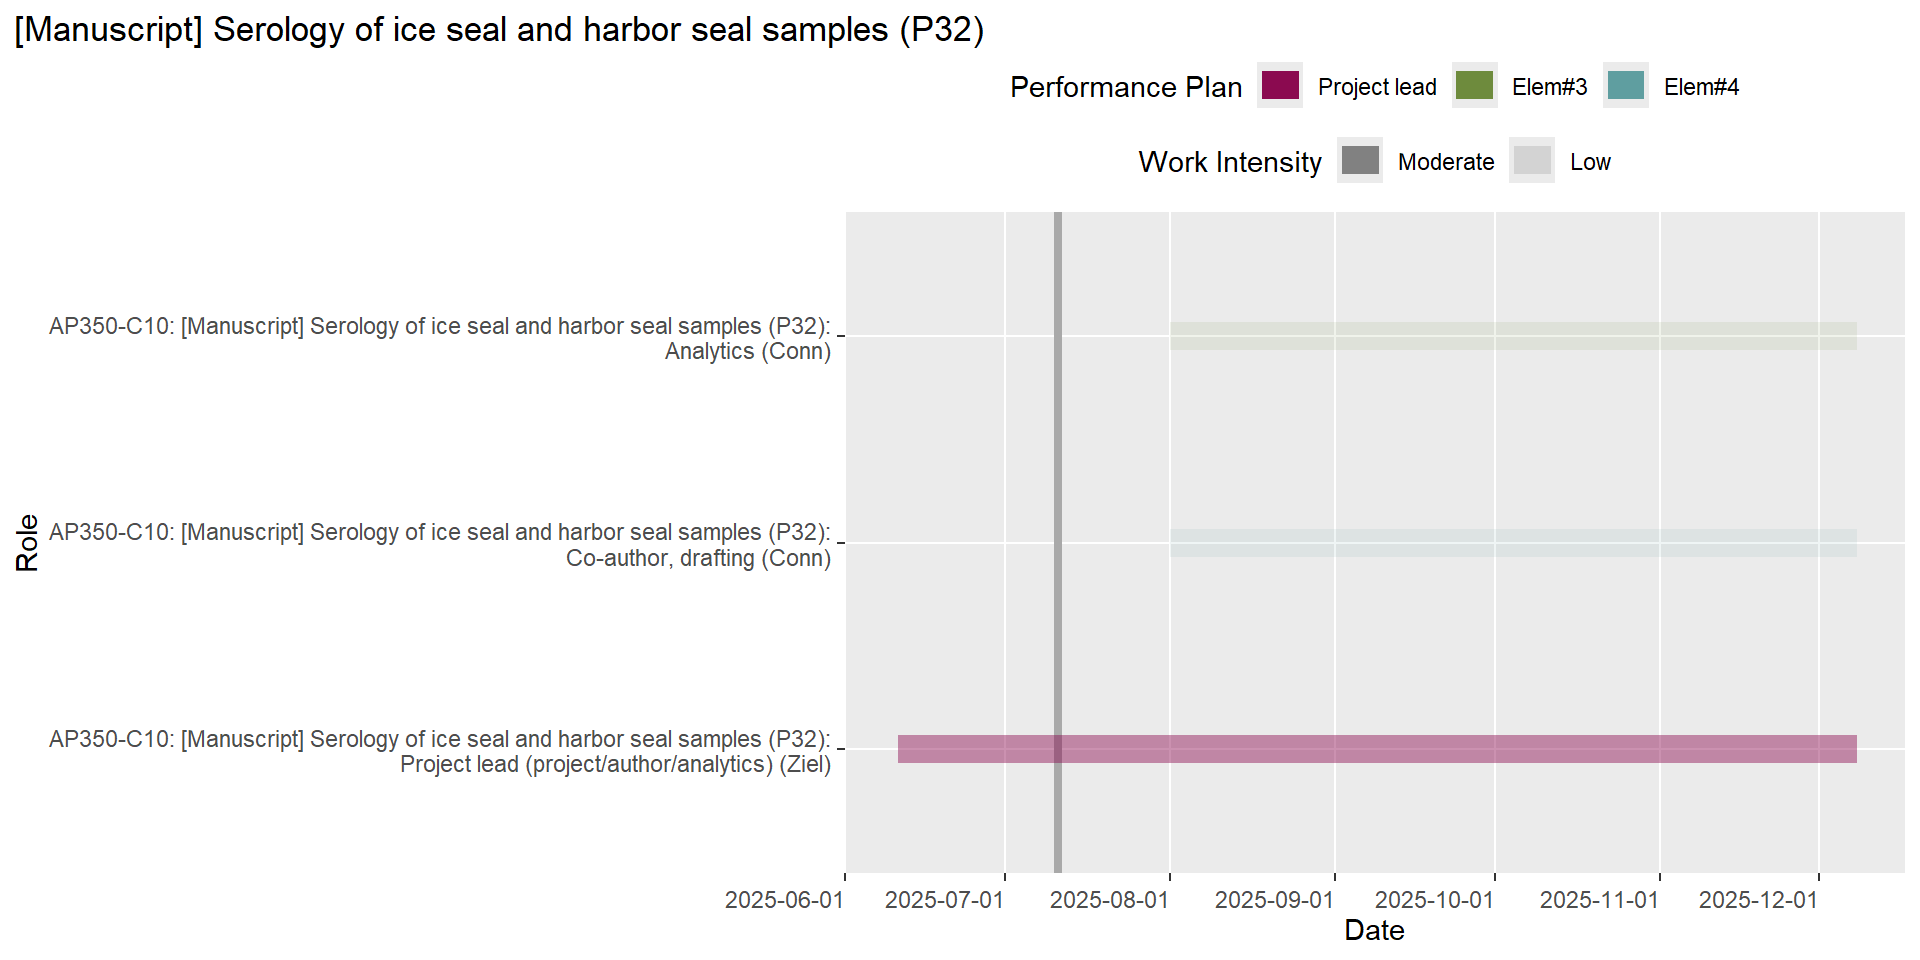 [Manuscript] Serology of ice seal and harbor seal samples (P32)
Performance Plan Project lead Elem#3 Elem#4
Work Intensity Moderate Low
AP350-C10: [Manuscript] Serology of ice seal and harbor seal samples (P32):
Analytics (Conn)
AP350-C10: [Manuscript] Serology of ice seal and harbor seal samples (P32):
Co-author, drafting (Conn)
AP350-C10: [Manuscript] Serology of ice seal and harbor seal samples (P32):
Project lead (project/author/analytics) (Ziel)
Role
2025-06-01 2025-07-01 2025-08-01 2025-09-01 2025-10-01 2025-11-01 2025-12-01
Date